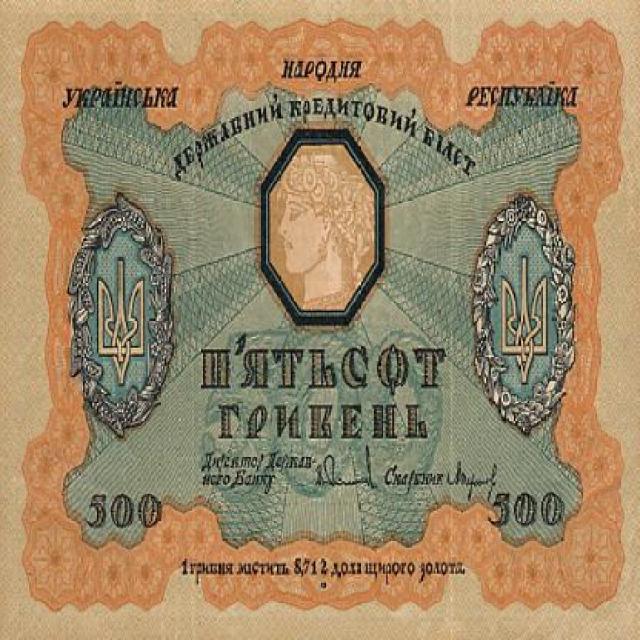 УКРАЇНСЬКА НАРОДНЯ РЕСПУБЛІКА
ДЕРЖАВНИЙ КРЕДИТОВИЙ БІЛЕТ
П'ЯТЬСОТ
ГРИВЕНЬ
Директор Держав-
ного Банку
Скарбник
500 500
1 гривня містить 8,712 долі щирого золота.